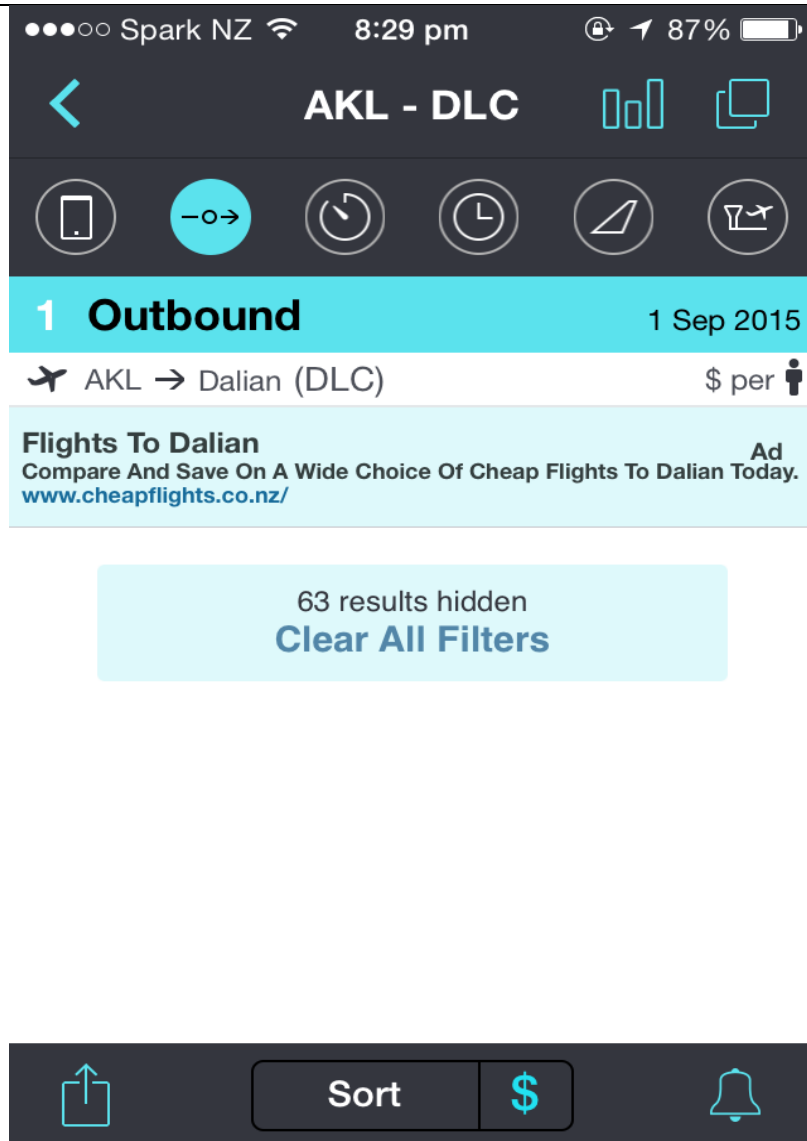 Spark NZ 8:29 pm 87%
AKL - DLC
1 Outbound 1 Sep 2015
AKL → Dalian (DLC) $ per
Flights To Dalian
Ad
Compare And Save On A Wide Choice Of Cheap Flights To Dalian Today.
www.cheapflights.co.nz/
63 results hidden
Clear All Filters
Sort $